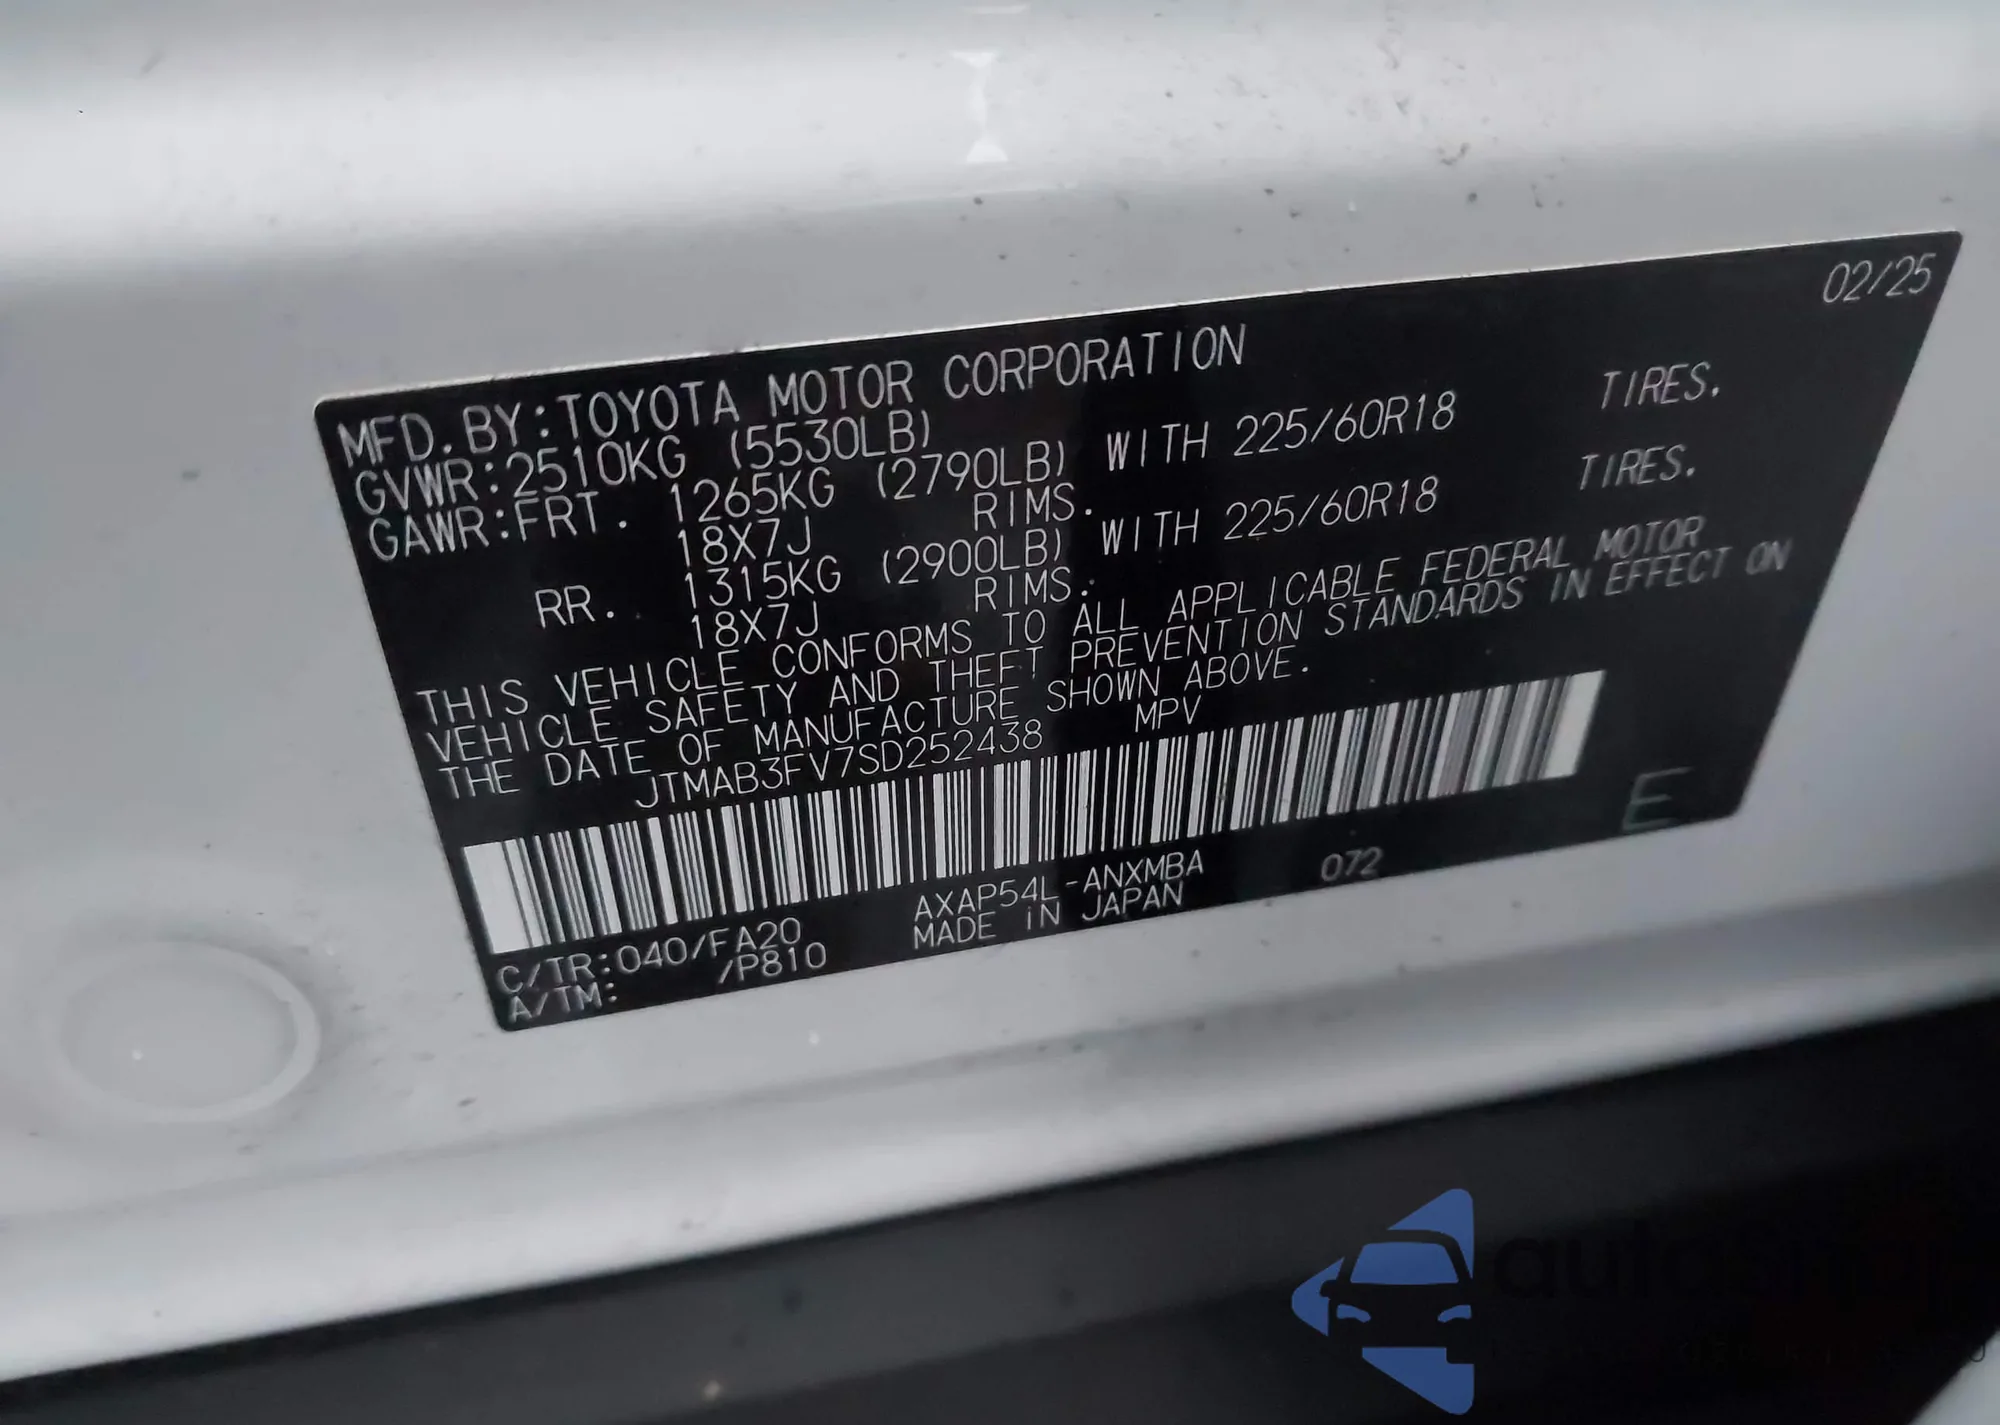 02/25
MFD. BY: TOYOTA MOTOR CORPORATION
GVWR: 2510KG (5530LB)
GAWR: FRT. 1265KG (2790LB) WITH 225/60R18 TIRES.
18X7J RIMS.
RR. 1315KG (2900LB) WITH 225/60R18 TIRES.
18X7J RIMS.
THIS VEHICLE CONFORMS TO ALL APPLICABLE FEDERAL MOTOR
VEHICLE SAFETY AND THEFT PREVENTION STANDARDS IN EFFECT ON
THE DATE OF MANUFACTURE SHOWN ABOVE.
JTMAB3FV7SD252438 MPV
E
C/TR: 040/FA20 AXAP54L-ANXMBA 072
A/TM: /P810 MADE IN JAPAN